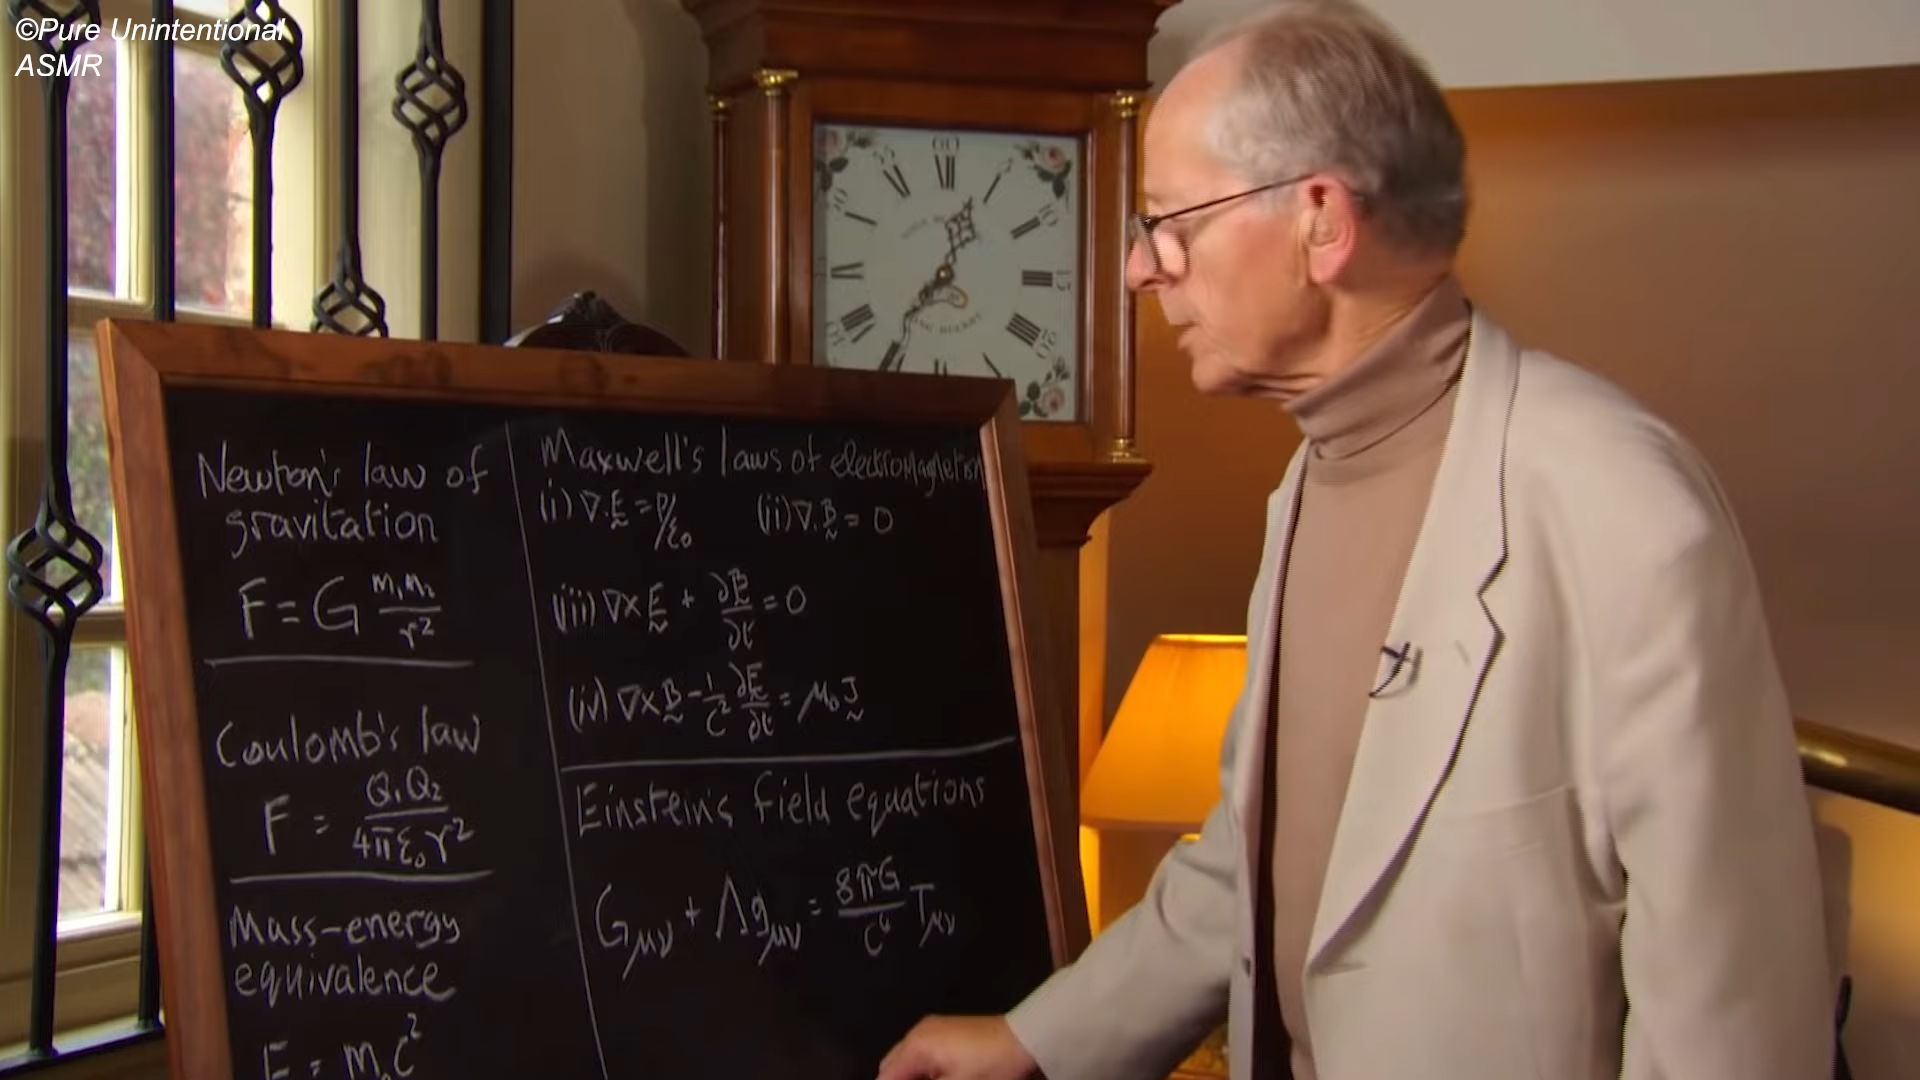 ©Pure Unintentional
ASMR
Newton's law of
gravitation
F = G m₁m₂/r²
Coulomb's law
F = Q₁Q₂/4πε₀r²
Mass-energy
equivalence
E = m₀c²
Maxwell's laws of electromagnetism
(i) ∇.E = ρ/ε₀ (ii) ∇.B = 0
(iii) ∇×E + ∂B/∂t = 0
(iv) ∇×B - 1/c² ∂E/∂t = μ₀J
Einstein's field equations
Gμν + Λgμν = 8πG/c⁴ Tμν